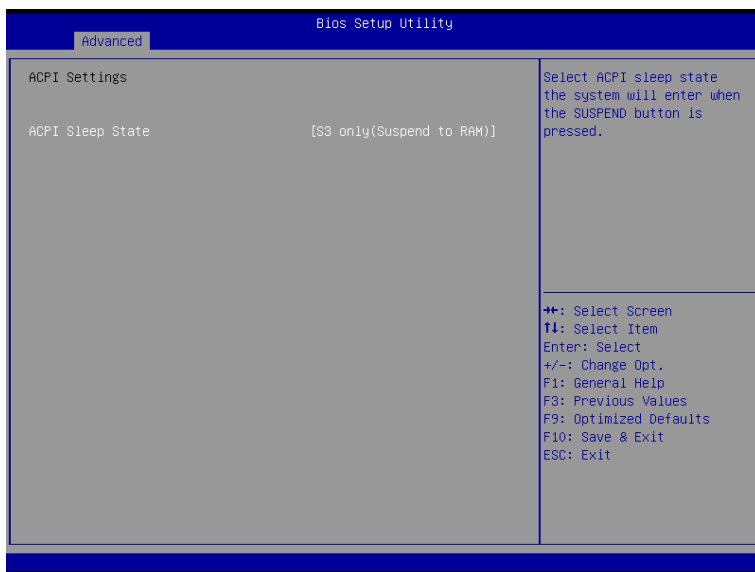 Bios Setup Utility
Advanced
ACPI Settings
ACPI Sleep State [S3 only(Suspend to RAM)]
Select ACPI sleep state
the system will enter when
the SUSPEND button is
pressed.
→←: Select Screen
↑↓: Select Item
Enter: Select
+/-: Change Opt.
F1: General Help
F3: Previous Values
F9: Optimized Defaults
F10: Save & Exit
ESC: Exit